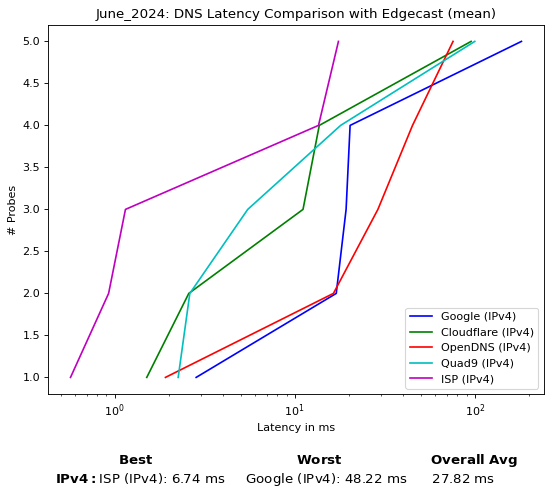 June_2024: DNS Latency Comparison with Edgecast (mean)
5.0
4.5
4.0
3.5
3.0
2.5
2.0
1.5
1.0
# Probes
Google (IPv4)
Cloudflare (IPv4)
OpenDNS (IPv4)
Quad9 (IPv4)
ISP (IPv4)
10⁰ 10¹ 10²
Latency in ms
Best Worst Overall Avg
IPv4: ISP (IPv4): 6.74 ms Google (IPv4): 48.22 ms 27.82 ms